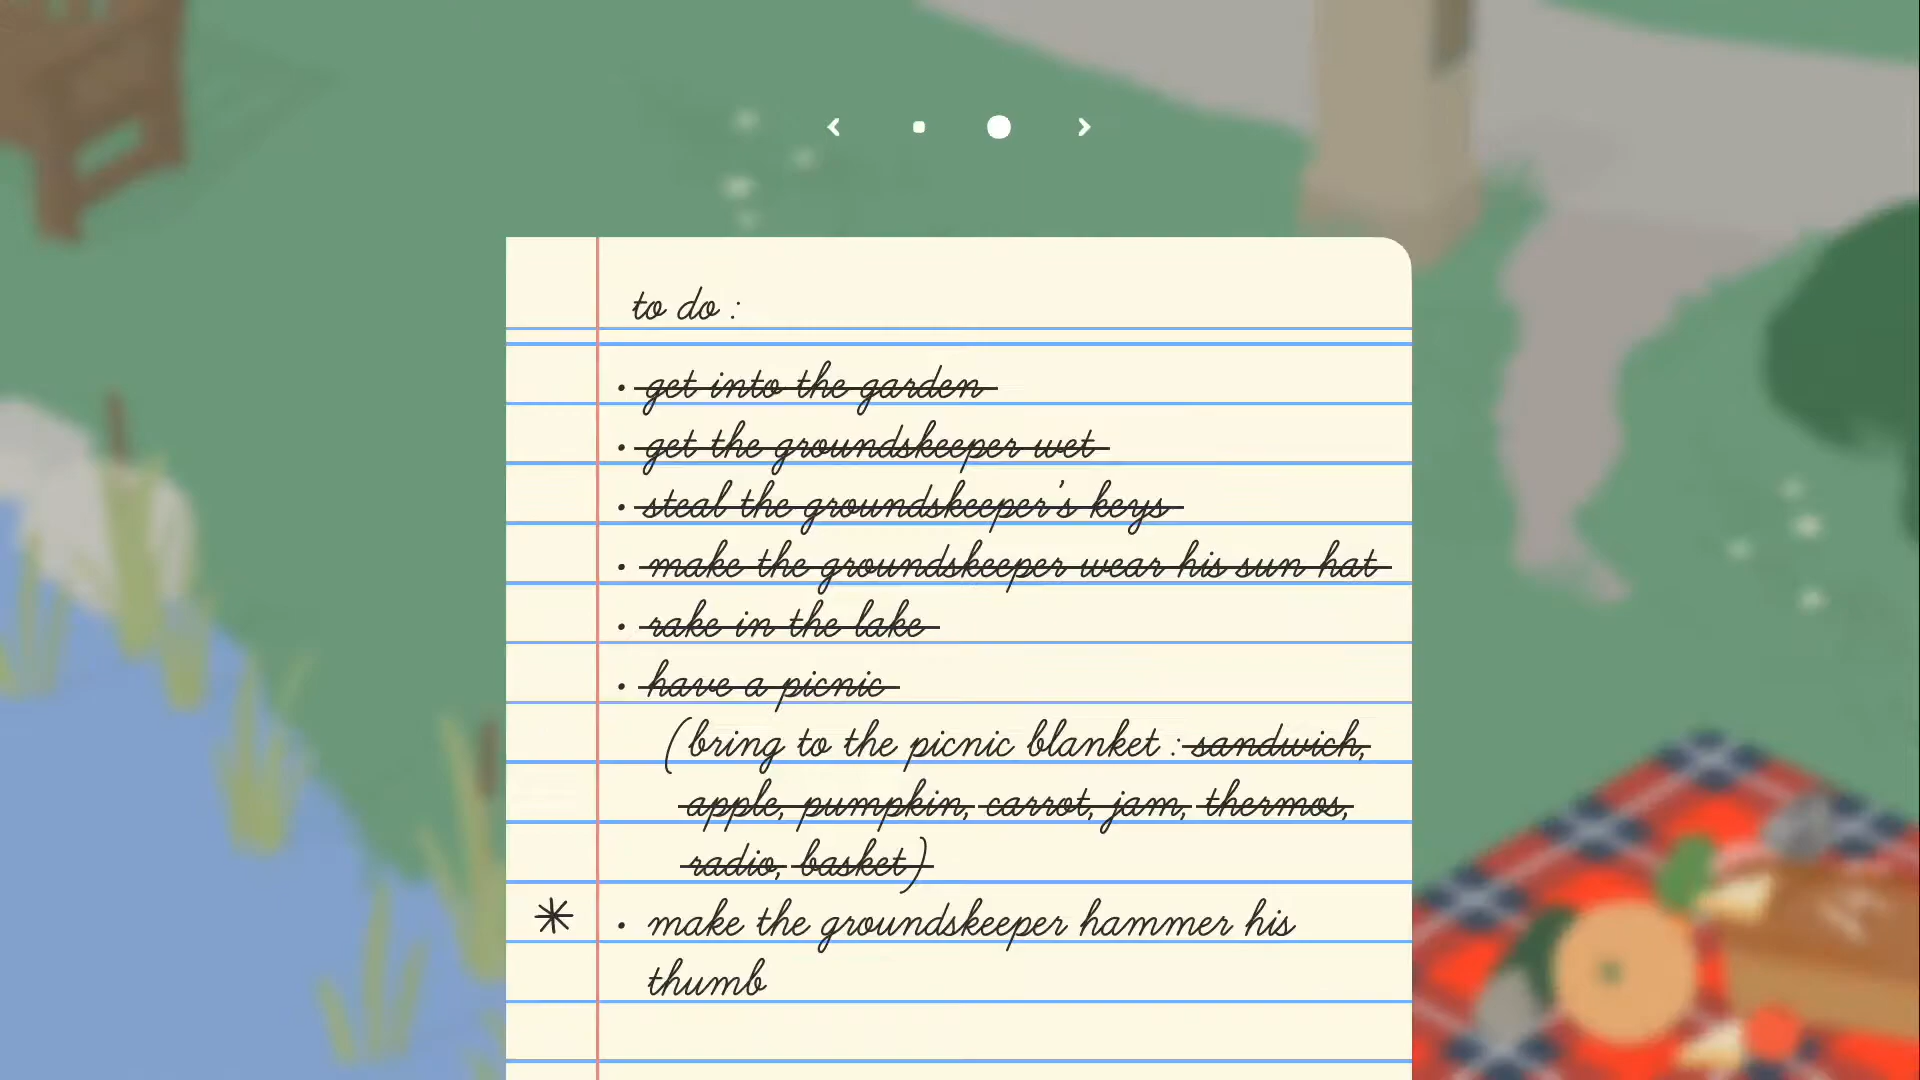 to do :
• get into the garden
• get the groundskeeper wet
• steal the groundskeeper's keys
• make the groundskeeper wear his sun hat
• rake in the lake
• have a picnic
(bring to the picnic blanket : sandwich,
apple, pumpkin, carrot, jam, thermos,
radio, basket)
• make the groundskeeper hammer his
thumb